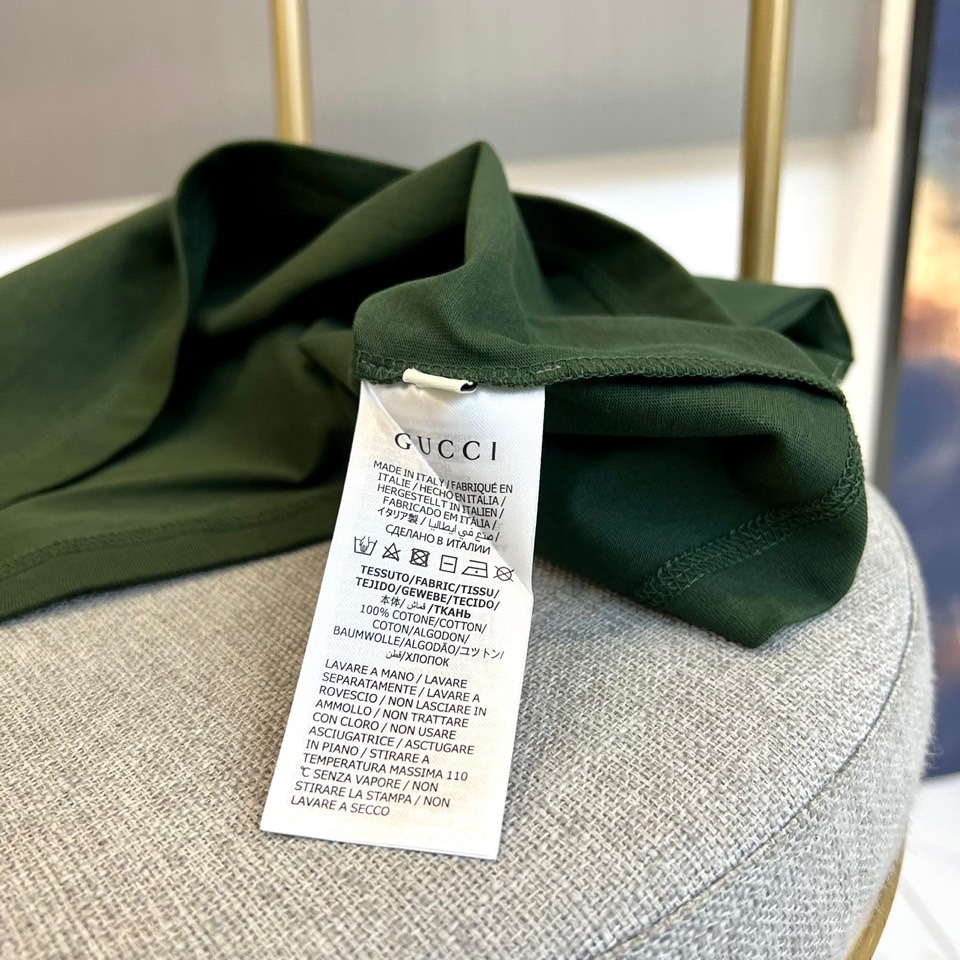 GUCCI
MADE IN ITALY / FABRIQUÉ EN
ITALIE / HECHO EN ITALIA /
HERGESTELLT IN ITALIEN /
FABRICADO EM ITALIA /
イタリア製 / صنع في ايطاليا /
СДЕЛАНО В ИТАЛИИ
TESSUTO/FABRIC/TISSU/
TEJIDO/GEWEBE/TECIDO/
本体/ قماش /ТКАНЬ
100% COTONE/COTTON/
COTON/ALGODON/
BAUMWOLLE/ALGODÃO/コットン/
قطن/ХЛОПОК
LAVARE A MANO / LAVARE
SEPARATAMENTE / LAVARE A
ROVESCIO / NON LASCIARE IN
AMMOLLO / NON TRATTARE
CON CLORO / NON USARE
ASCIUGATRICE / ASCTUGARE
IN PIANO / STIRARE A
TEMPERATURA MASSIMA 110
℃ SENZA VAPORE / NON
STIRARE LA STAMPA / NON
LAVARE A SECCO